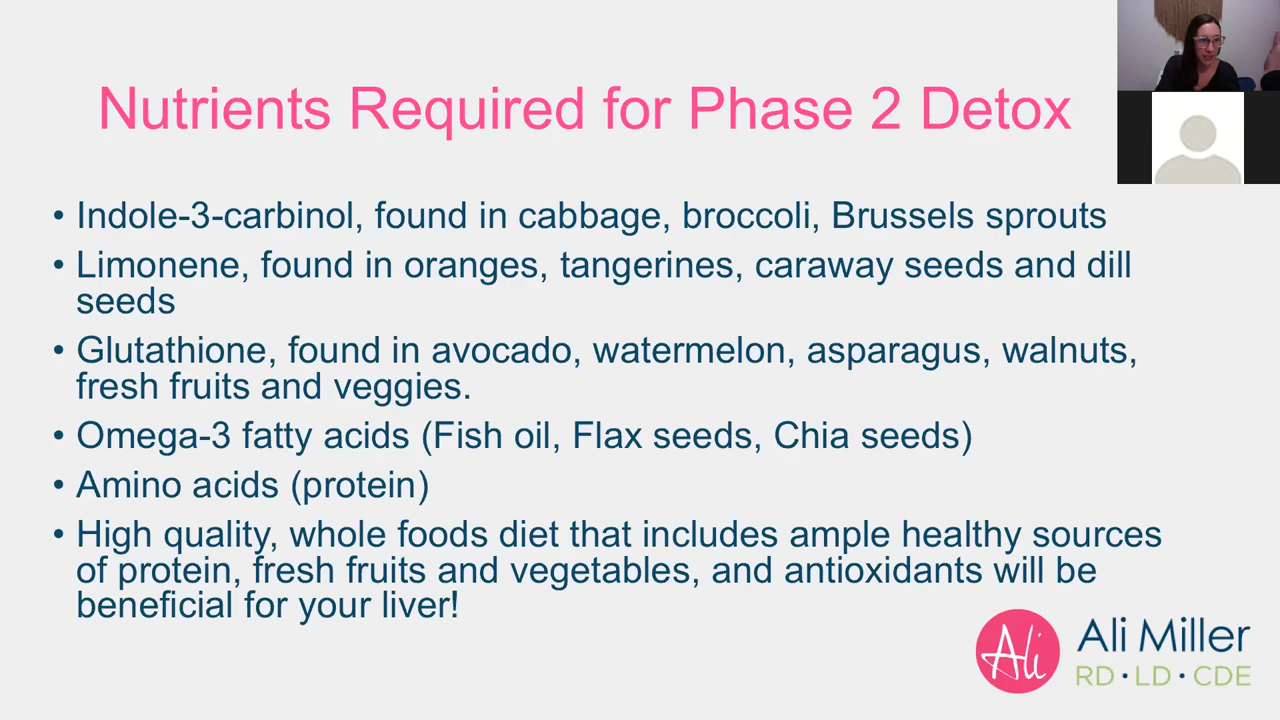 Nutrients Required for Phase 2 Detox
• Indole-3-carbinol, found in cabbage, broccoli, Brussels sprouts
• Limonene, found in oranges, tangerines, caraway seeds and dill
seeds
• Glutathione, found in avocado, watermelon, asparagus, walnuts,
fresh fruits and veggies.
• Omega-3 fatty acids (Fish oil, Flax seeds, Chia seeds)
• Amino acids (protein)
• High quality, whole foods diet that includes ample healthy sources
of protein, fresh fruits and vegetables, and antioxidants will be
beneficial for your liver!
Ali
Ali Miller
RD • LD • CDE